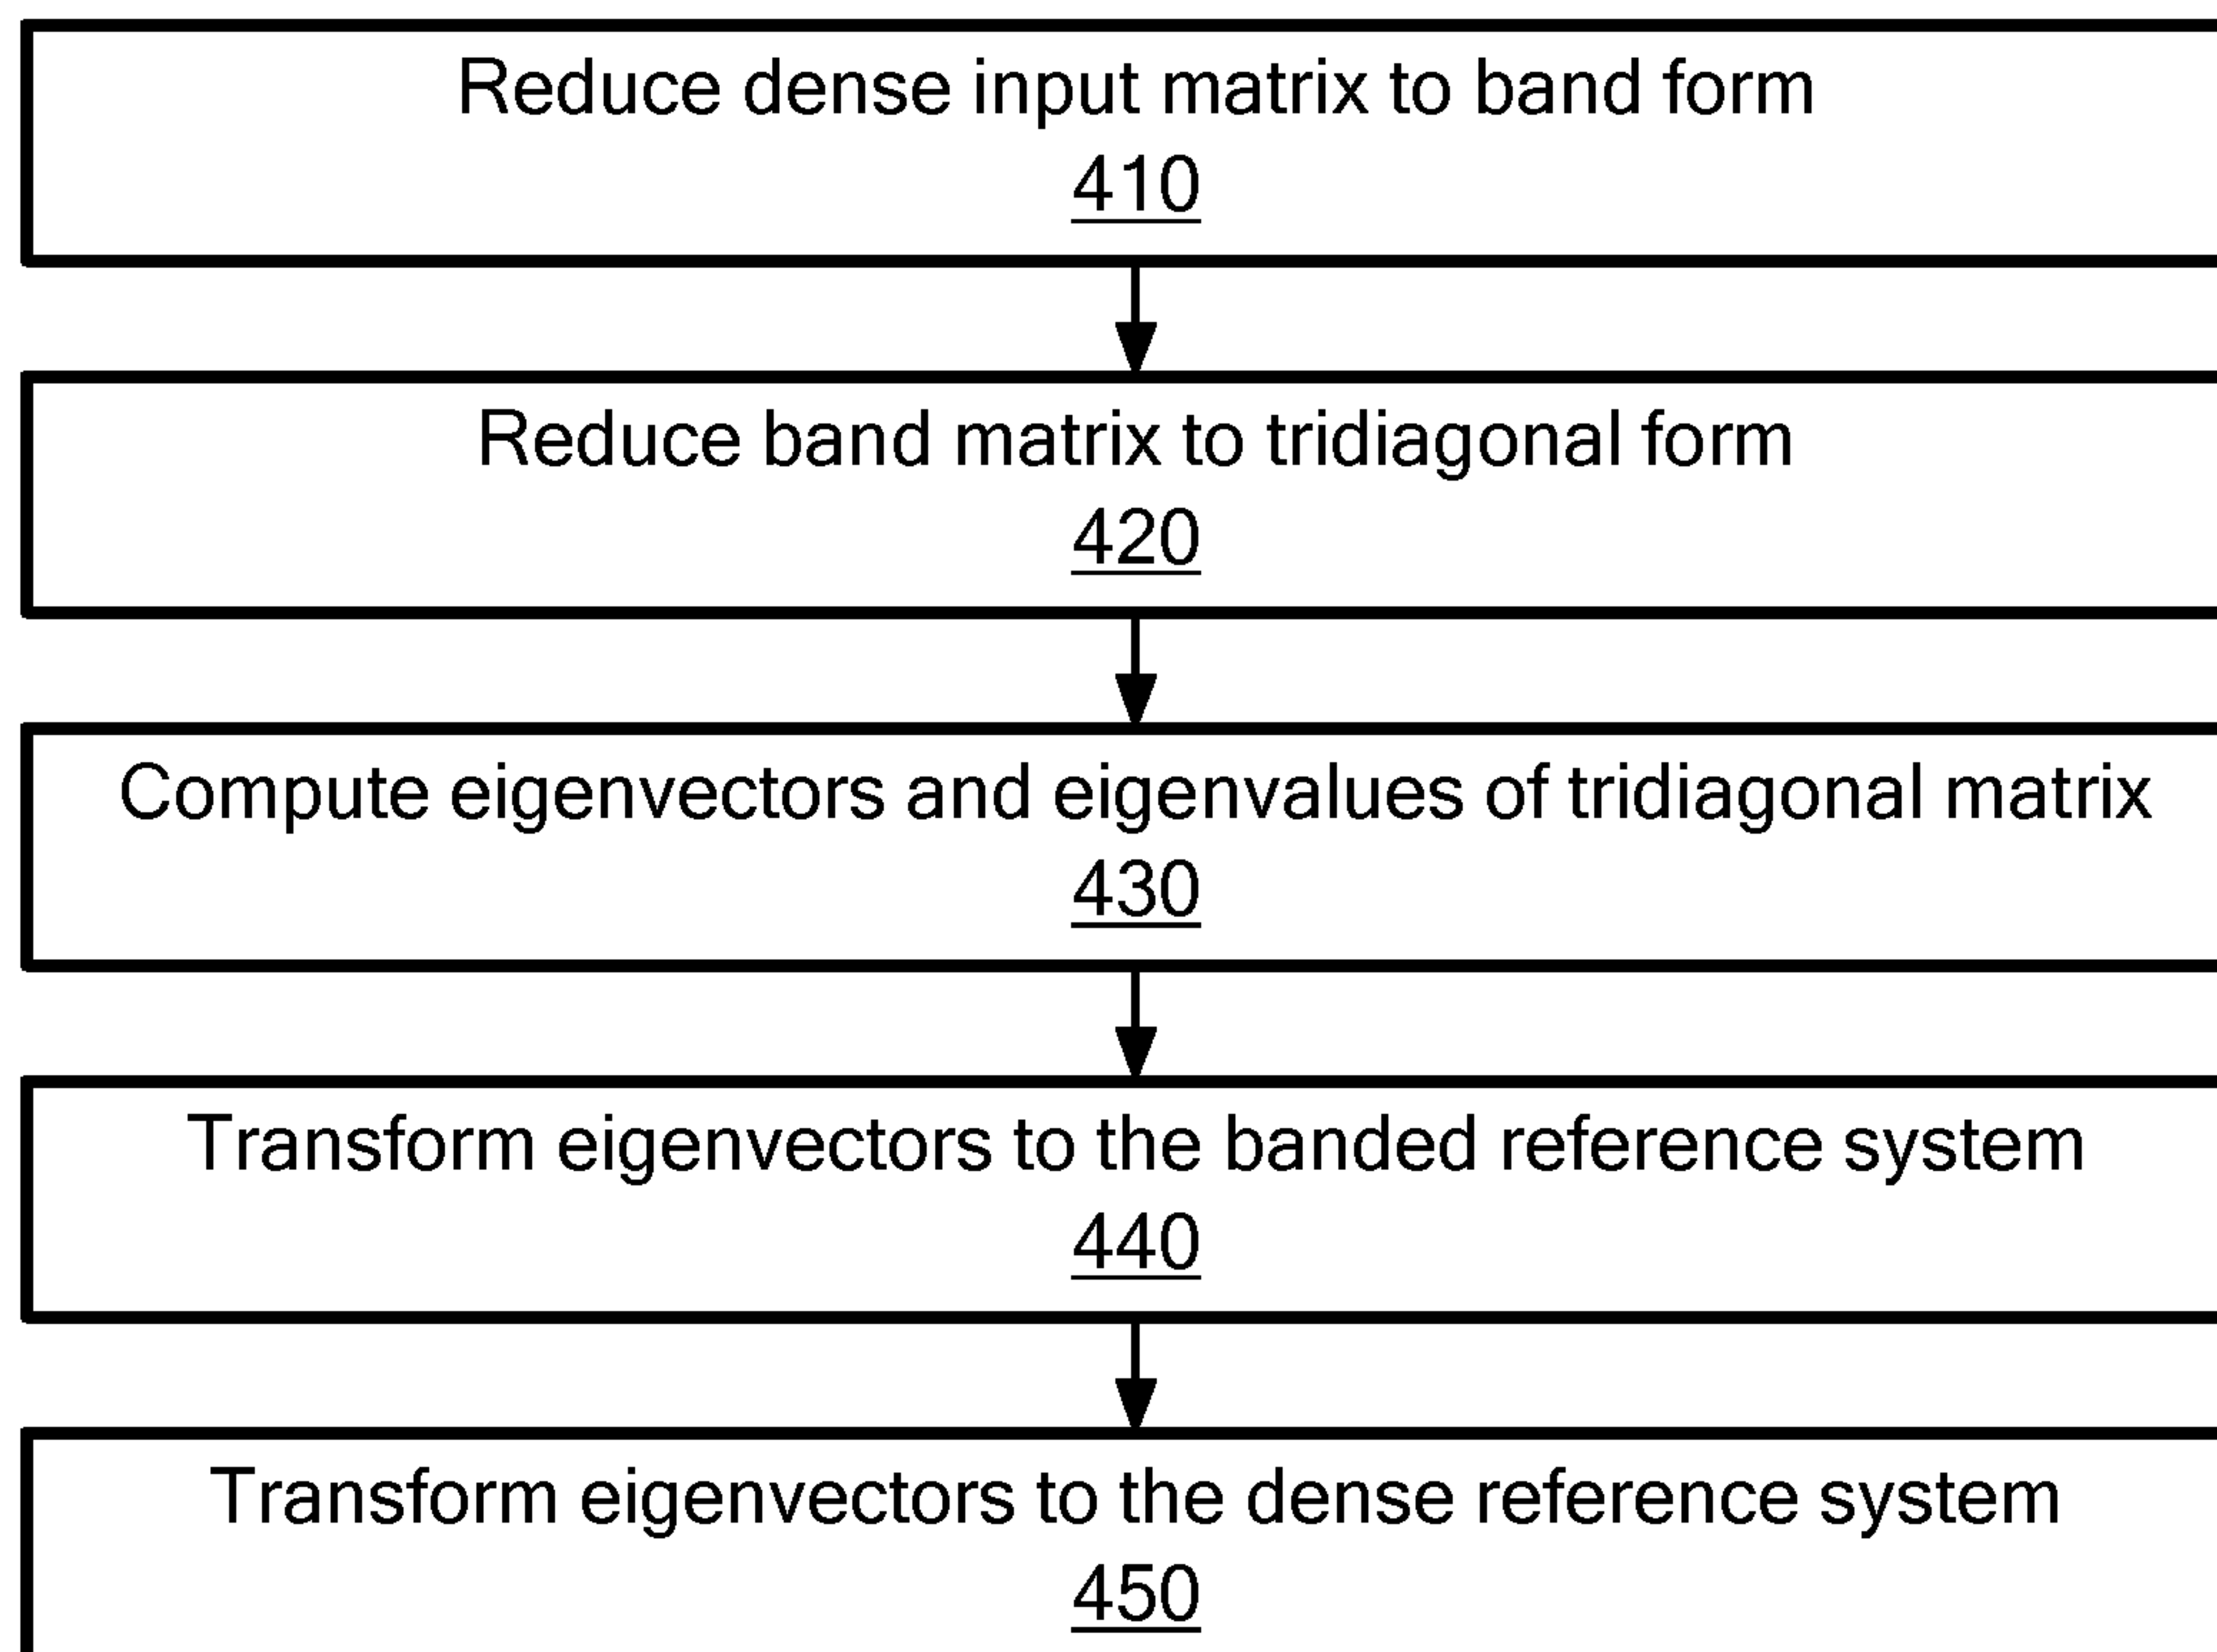 Reduce dense input matrix to band form
410
Reduce band matrix to tridiagonal form
420
Compute eigenvectors and eigenvalues of tridiagonal matrix
430
Transform eigenvectors to the banded reference system
440
Transform eigenvectors to the dense reference system
450